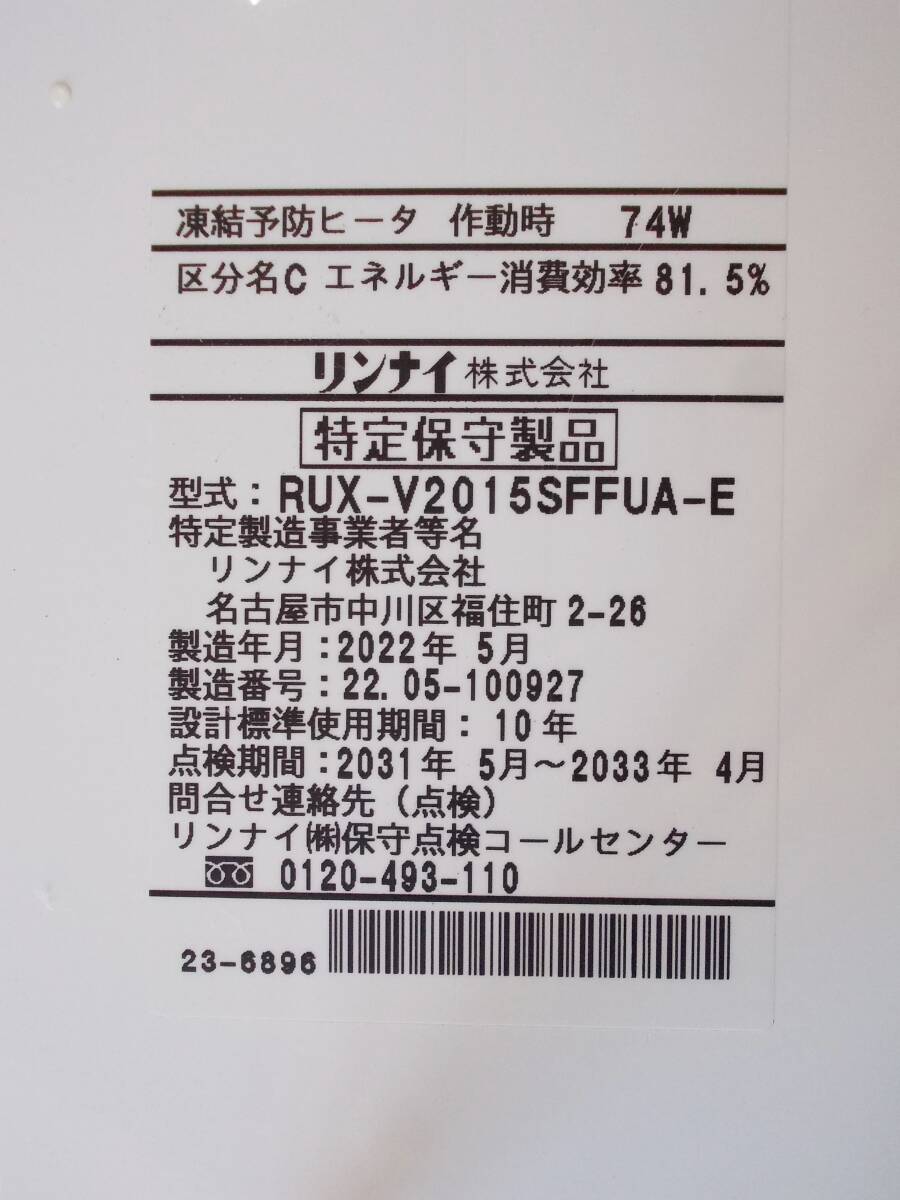 凍結予防ヒータ 作動時 74W
区分名C エネルギー消費効率 81.5%
リンナイ株式会社
特定保守製品
型式：RUX-V2015SFFUA-E
特定製造事業者等名
リンナイ株式会社
名古屋市中川区福住町 2-26
製造年月：2022年 5月
製造番号：22.05-100927
設計標準使用期間： 10年
点検期間：2031年 5月～2033年 4月
問合せ連絡先（点検）
リンナイ㈱保守点検コールセンター
0120-493-110
23-6896